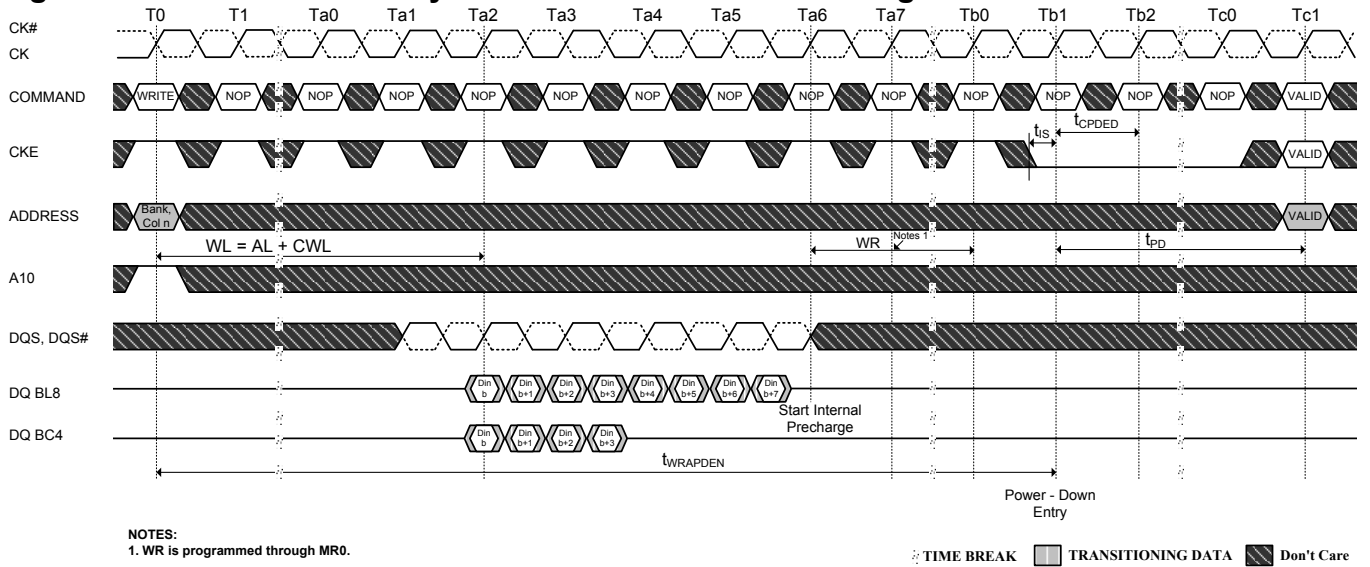 T0 T1 Ta0 Ta1 Ta2 Ta3 Ta4 Ta5 Ta6 Ta7 Tb0 Tb1 Tb2 Tc0 Tc1
CK#
CK
COMMAND WRITE NOP NOP NOP NOP NOP NOP NOP NOP NOP NOP NOP NOP NOP VALID
tIS tCPDED
CKE VALID
ADDRESS Bank, Col n VALID
WL = AL + CWL WR Notes 1 tPD
A10
DQS, DQS#
DQ BL8 Din b Din b+1 Din b+2 Din b+3 Din b+4 Din b+5 Din b+6 Din b+7
Start Internal
Precharge
DQ BC4 Din b Din b+1 Din b+2 Din b+3
tWRAPDEN
Power - Down
Entry
NOTES:
1. WR is programmed through MR0.
TIME BREAK TRANSITIONING DATA Don't Care